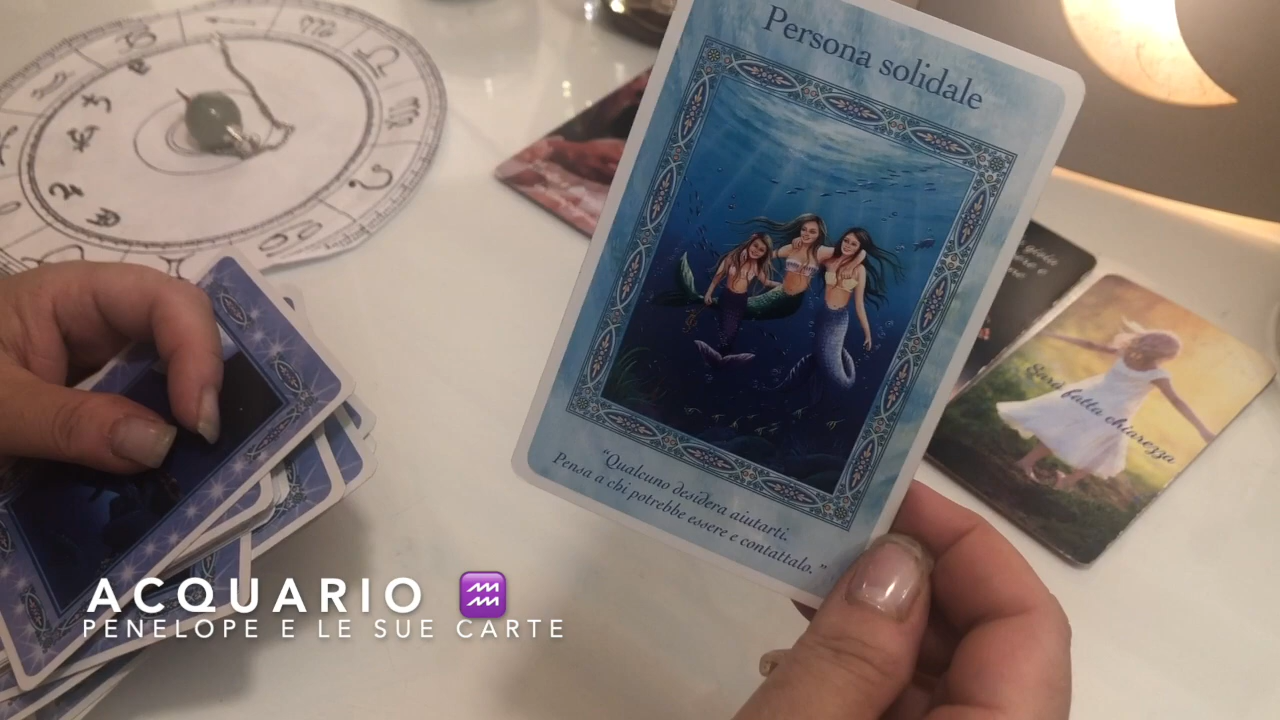 Persona solidale
"Qualcuno desidera aiutarti.
Pensa a chi potrebbe essere e contattalo."
Sarà fatta chiarezza
ACQUARIO ♒
PENELOPE E LE SUE CARTE